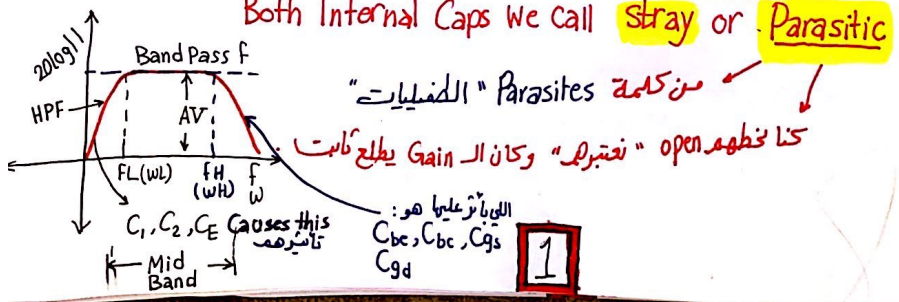 Both Internal Caps We Call stray or Parasitic
20log||
Band Pass f
من كلمة Parasites "الطفيليات"
HPF
AV
كنا نحطهم open "نعتبرهم" وكان الـ Gain يطلع ثابت.
FL(WL)
fH
(WH)
f
W
C1, C2, CE Causes this
تأثيرهم
اللي يأثر عليها هو:
Cbe, Cbc, Cgs
Cgd
Mid
Band
1